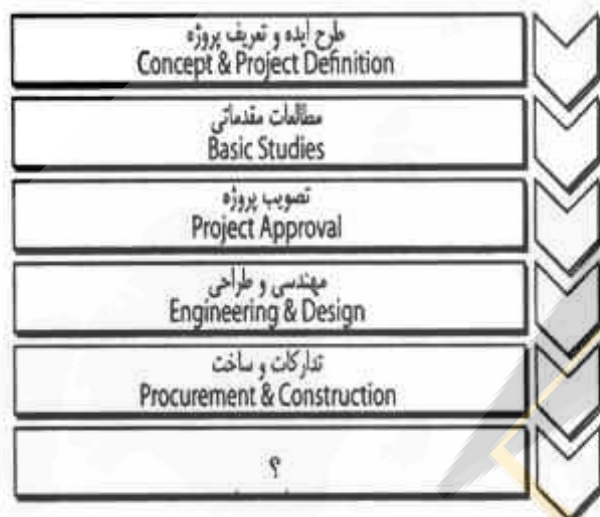 طرح ایده و تعریف پروژه
Concept & Project Definition
مطالعات مقدماتی
Basic Studies
تصویب پروژه
Project Approval
مهندسی و طراحی
Engineering & Design
تدارکات و ساخت
Procurement & Construction
؟